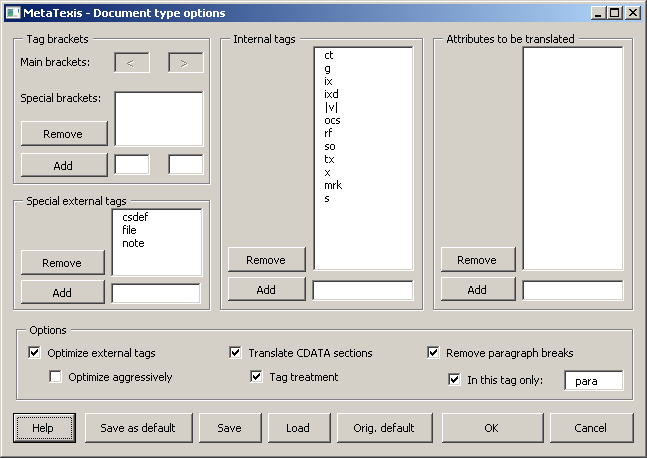 MetaTexis - Document type options
Tag brackets
Main brackets:
<
>
Special brackets:
Remove
Add
Special external tags
csdef
file
note
Remove
Add
Internal tags
ct
g
ix
ixd
|v|
ocs
rf
so
tx
x
mrk
s
Remove
Add
Attributes to be translated
Remove
Add
Options
Optimize external tags
Translate CDATA sections
Remove paragraph breaks
Optimize aggressively
Tag treatment
In this tag only:
para
Help
Save as default
Save
Load
Orig. default
OK
Cancel